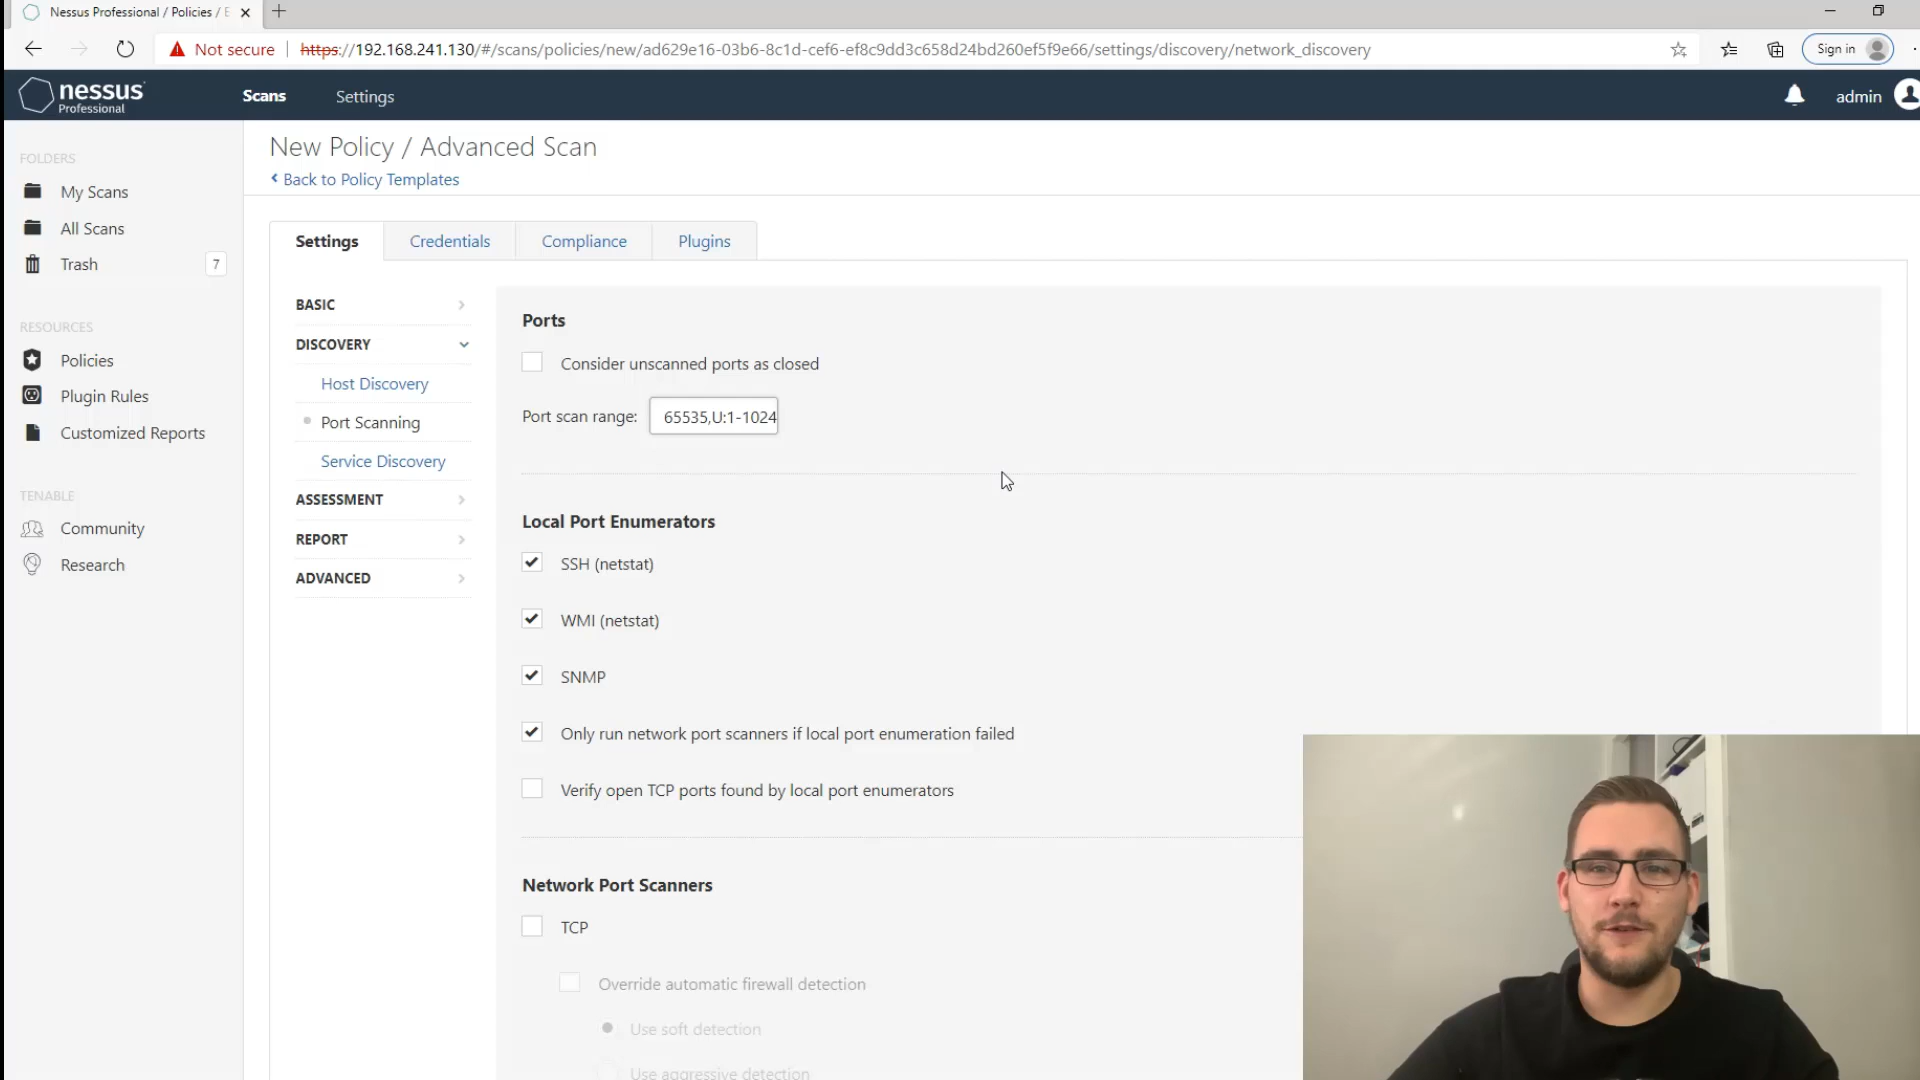 Nessus Professional / Policies / E
Not secure
https://192.168.241.130/#/scans/policies/new/ad629e16-03b6-8c1d-cef6-ef8c9dd3c658d24bd260ef5f9e66/settings/discovery/network_discovery
Sign in
nessus
Professional
Scans
Settings
admin
FOLDERS
My Scans
All Scans
Trash
7
RESOURCES
Policies
Plugin Rules
Customized Reports
TENABLE
Community
Research
New Policy / Advanced Scan
Back to Policy Templates
Settings
Credentials
Compliance
Plugins
BASIC
DISCOVERY
Host Discovery
Port Scanning
Service Discovery
ASSESSMENT
REPORT
ADVANCED
Ports
Consider unscanned ports as closed
Port scan range:
65535,U:1-1024
Local Port Enumerators
SSH (netstat)
WMI (netstat)
SNMP
Only run network port scanners if local port enumeration failed
Verify open TCP ports found by local port enumerators
Network Port Scanners
TCP
Override automatic firewall detection
Use soft detection
Use aggressive detection